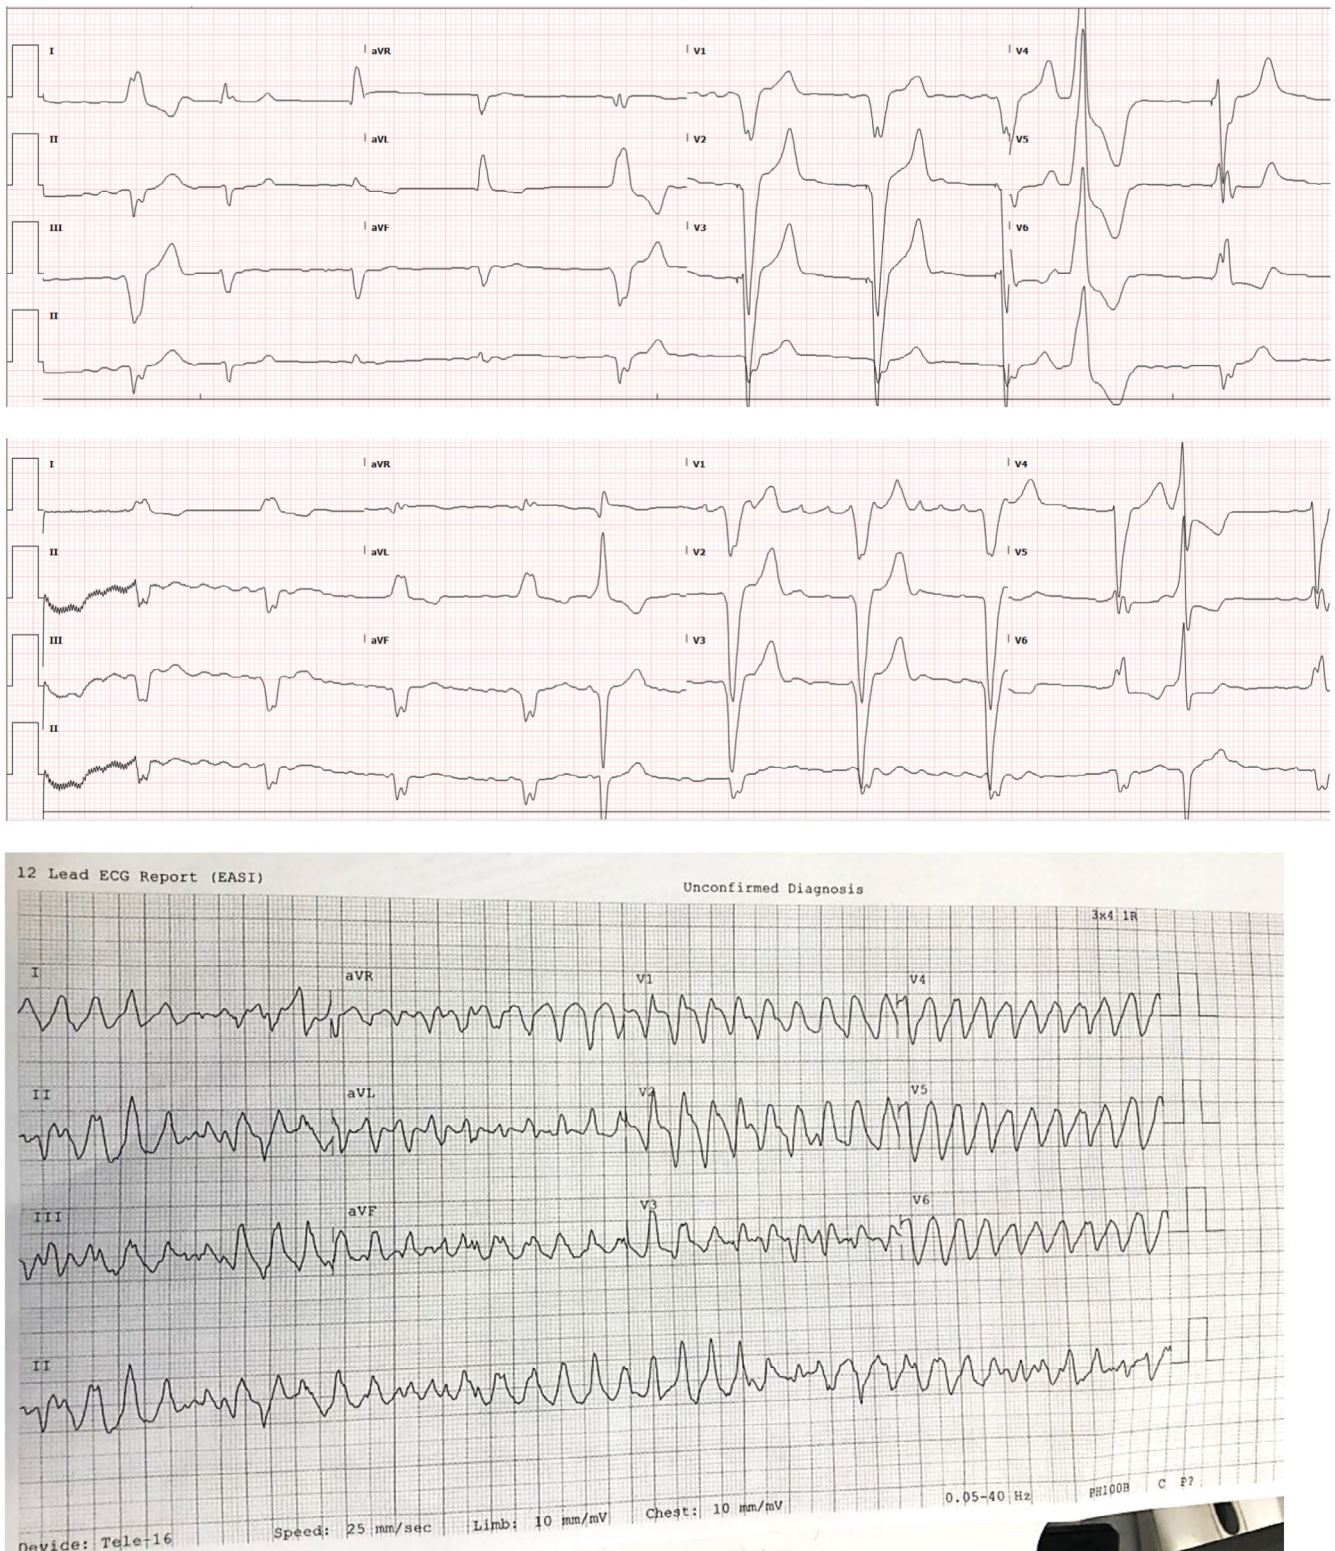 I aVR V1 V4
II aVL V2 V5
III aVF V3 V6
II
I aVR V1 V4
II aVL V2 V5
III aVF V3 V6
II
12 Lead ECG Report (EASI)
Unconfirmed Diagnosis
3x4 1R
I aVR V1 V4
II aVL V2 V5
III aVF V3 V6
II
Device: Tele-16 Speed: 25 mm/sec Limb: 10 mm/mV Chest: 10 mm/mV 0.05-40 Hz PH100B C P?